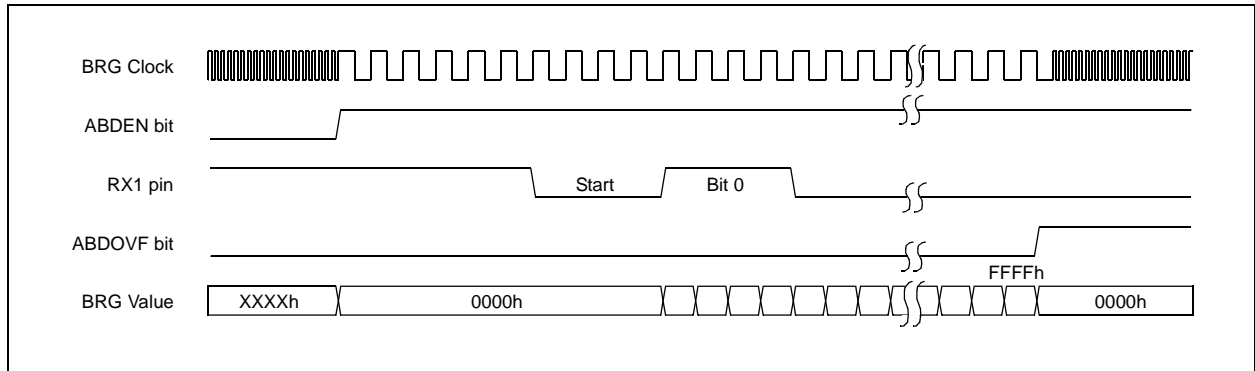 BRG Clock
ABDEN bit
RX1 pin
Start
Bit 0
ABDOVF bit
FFFFh
BRG Value
XXXXh
0000h
0000h